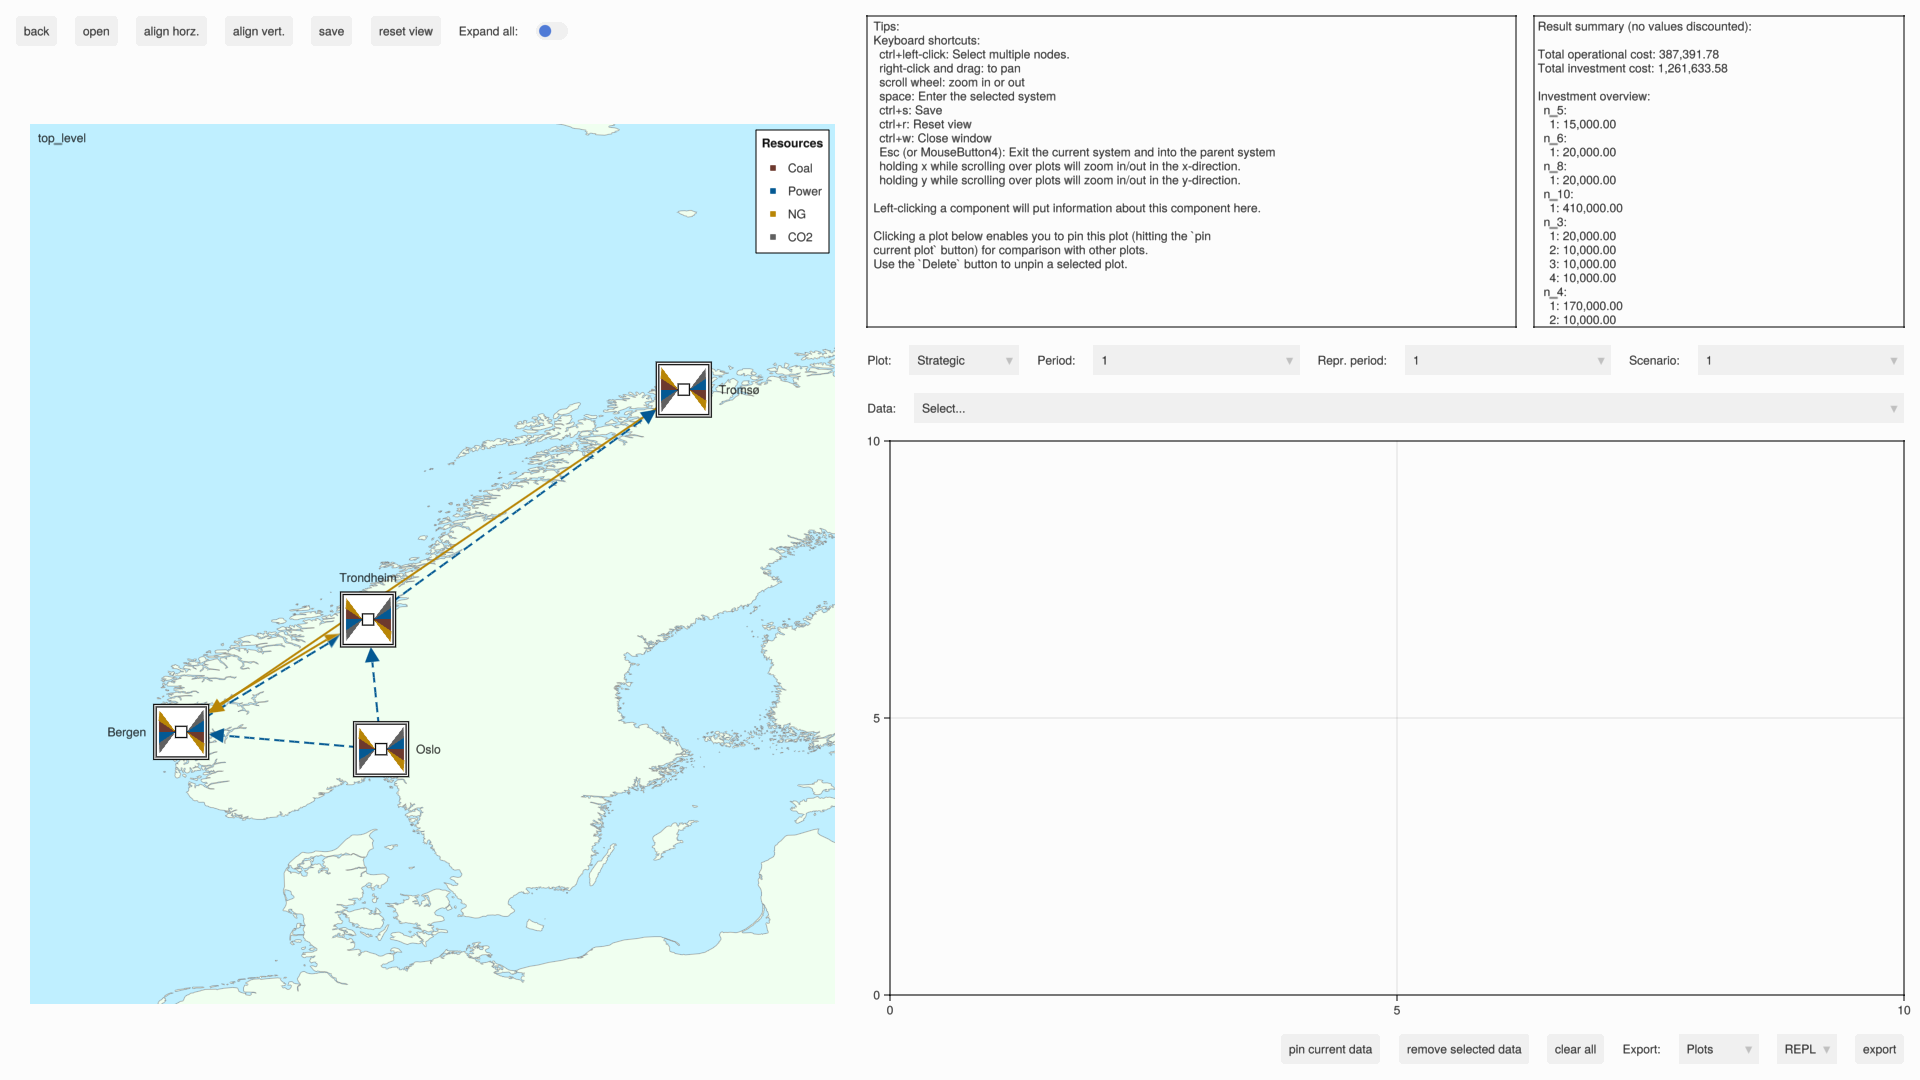 back
open
align horz.
align vert.
save
reset view
Expand all:
top_level
Resources
Coal
Power
NG
CO2
Tromsø
Trondheim
Bergen
Oslo
Tips:
Keyboard shortcuts:
ctrl+left-click: Select multiple nodes.
right-click and drag: to pan
scroll wheel: zoom in or out
space: Enter the selected system
ctrl+s: Save
ctrl+r: Reset view
ctrl+w: Close window
Esc (or MouseButton4): Exit the current system and into the parent system
holding x while scrolling over plots will zoom in/out in the x-direction.
holding y while scrolling over plots will zoom in/out in the y-direction.
Left-clicking a component will put information about this component here.
Clicking a plot below enables you to pin this plot (hitting the `pin
current plot` button) for comparison with other plots.
Use the `Delete` button to unpin a selected plot.
Result summary (no values discounted):
Total operational cost: 387,391.78
Total investment cost: 1,261,633.58
Investment overview:
n_5:
1: 15,000.00
n_6:
1: 20,000.00
n_8:
1: 20,000.00
n_10:
1: 410,000.00
n_3:
1: 20,000.00
2: 10,000.00
3: 10,000.00
4: 10,000.00
n_4:
1: 170,000.00
2: 10,000.00
Plot:
Strategic
Period:
1
Repr. period:
1
Scenario:
1
Data:
Select...
10
5
0
0
5
10
pin current data
remove selected data
clear all
Export:
Plots
REPL
export